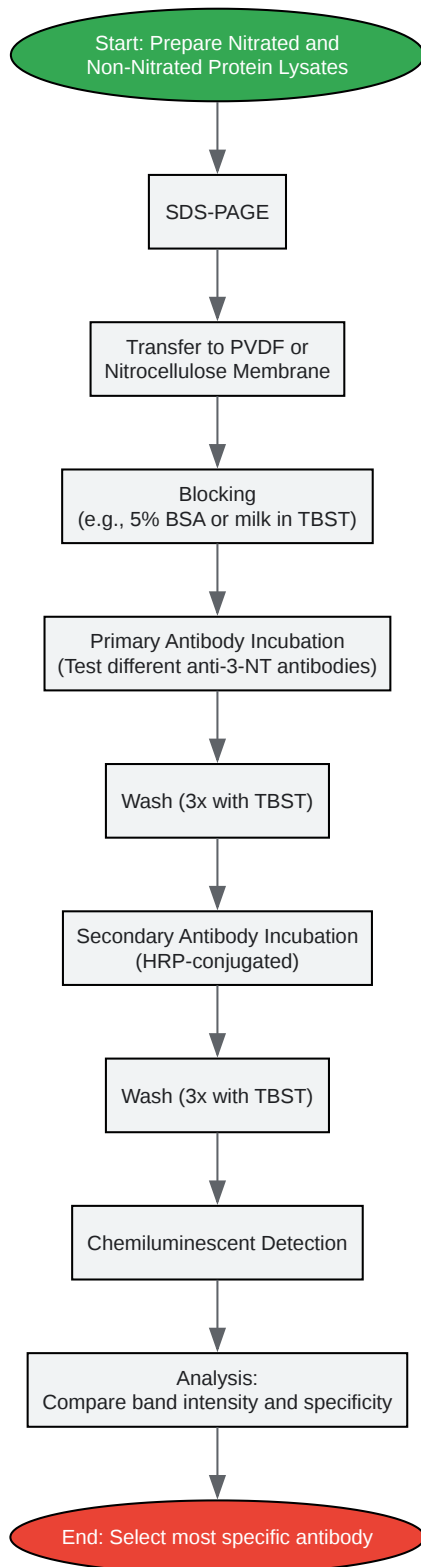 Start: Prepare Nitrated and
Non-Nitrated Protein Lysates
SDS-PAGE
Transfer to PVDF or
Nitrocellulose Membrane
Blocking
(e.g., 5% BSA or milk in TBST)
Primary Antibody Incubation
(Test different anti-3-NT antibodies)
Wash (3x with TBST)
Secondary Antibody Incubation
(HRP-conjugated)
Wash (3x with TBST)
Chemiluminescent Detection
Analysis:
Compare band intensity and specificity
End: Select most specific antibody